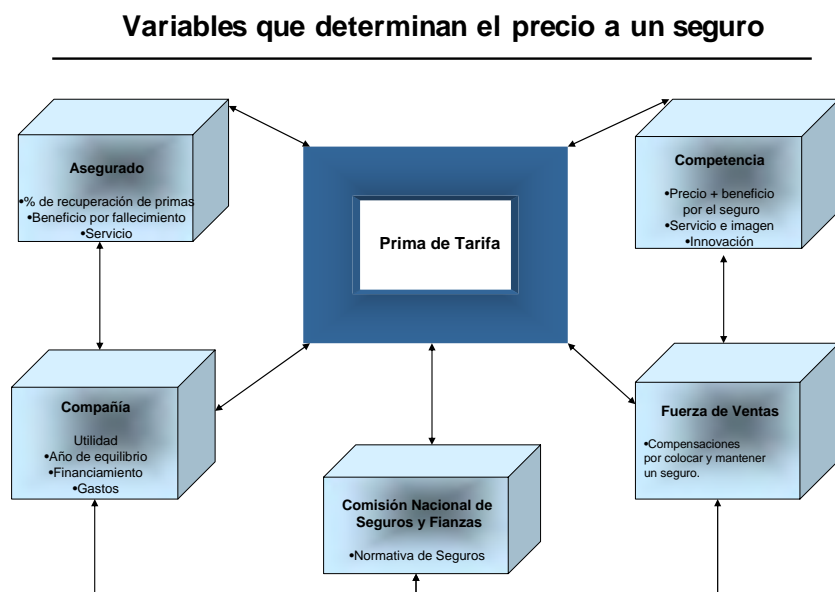 Variables que determinan el precio a un seguro
Asegurado
•% de recuperación de primas
•Beneficio por fallecimiento
•Servicio
Prima de Tarifa
Competencia
•Precio + beneficio
por el seguro
•Servicio e imagen
•Innovación
Compañía
Utilidad
•Año de equilibrio
•Financiamiento
•Gastos
Comisión Nacional de
Seguros y Fianzas
•Normativa de Seguros
Fuerza de Ventas
•Compensaciones
por colocar y mantener
un seguro.